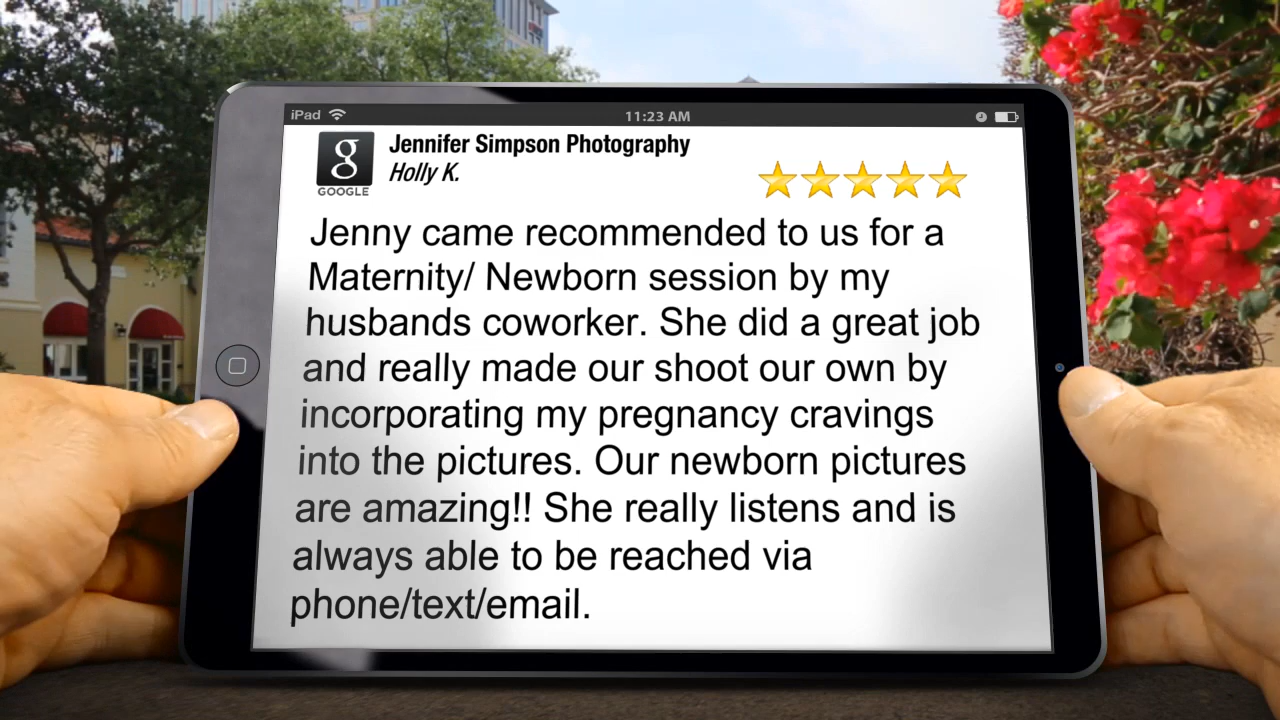 iPad 11:23 AM
g
GOOGLE
Jennifer Simpson Photography
Holly K.
Jenny came recommended to us for a
Maternity/ Newborn session by my
husbands coworker. She did a great job
and really made our shoot our own by
incorporating my pregnancy cravings
into the pictures. Our newborn pictures
are amazing!! She really listens and is
always able to be reached via
phone/text/email.